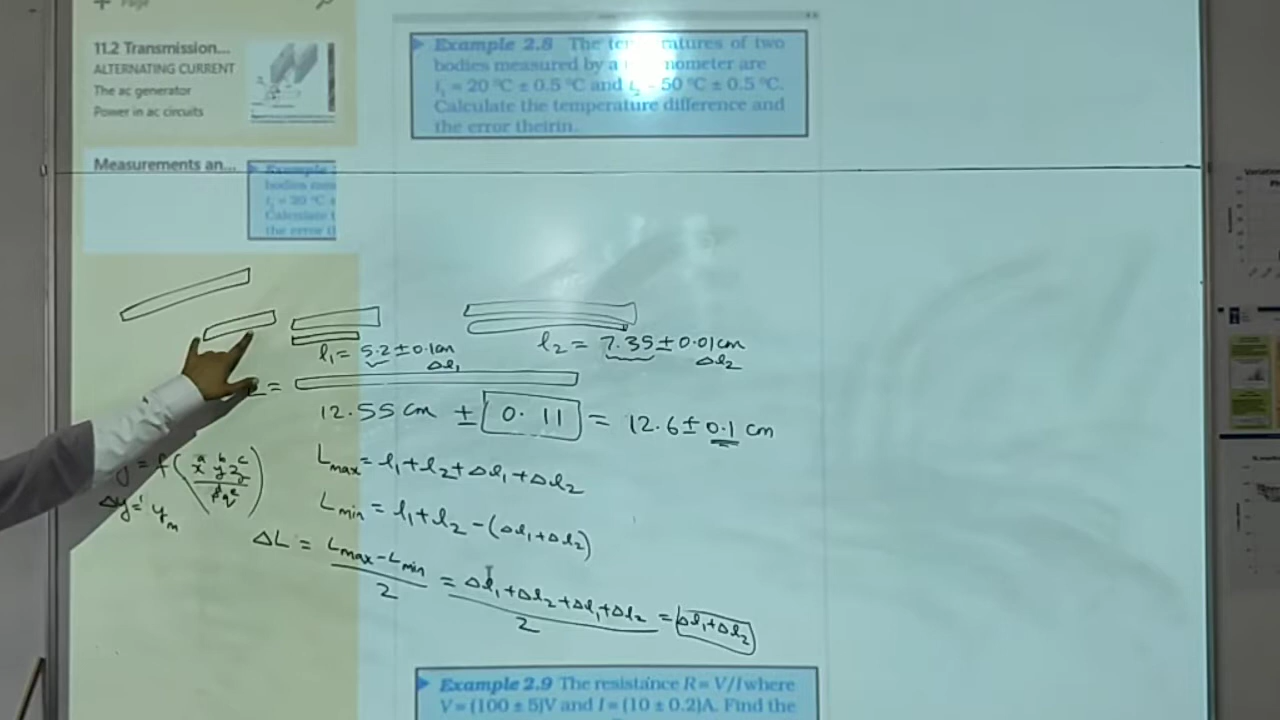 Page
11.2 Transmission...
ALTERNATING CURRENT
The ac generator
Power in ac circuits
Measurements an...
Example 2.8 The temperatures of two
bodies measured by a thermometer are
t₁ = 20 °C ± 0.5 °C and t₂ = 50 °C ± 0.5 °C.
Calculate the temperature difference and
the error theirin.
l₁ = 5.2 ± 0.1cm
Δl₁
l₂ = 7.35 ± 0.01cm
Δl₂
12.55 cm ± 0.11 = 12.6 ± 0.1 cm
Lmax = l₁ + l₂ + Δl₁ + Δl₂
Lmin = l₁ + l₂ - (Δl₁ + Δl₂)
ΔL = (Lmax - Lmin)/2 = (Δl₁ + Δl₂ + Δl₁ + Δl₂)/2 = Δl₁ + Δl₂
Example 2.9 The resistance R = V/I where
V = (100 ± 5)V and I = (10 ± 0.2)A. Find the